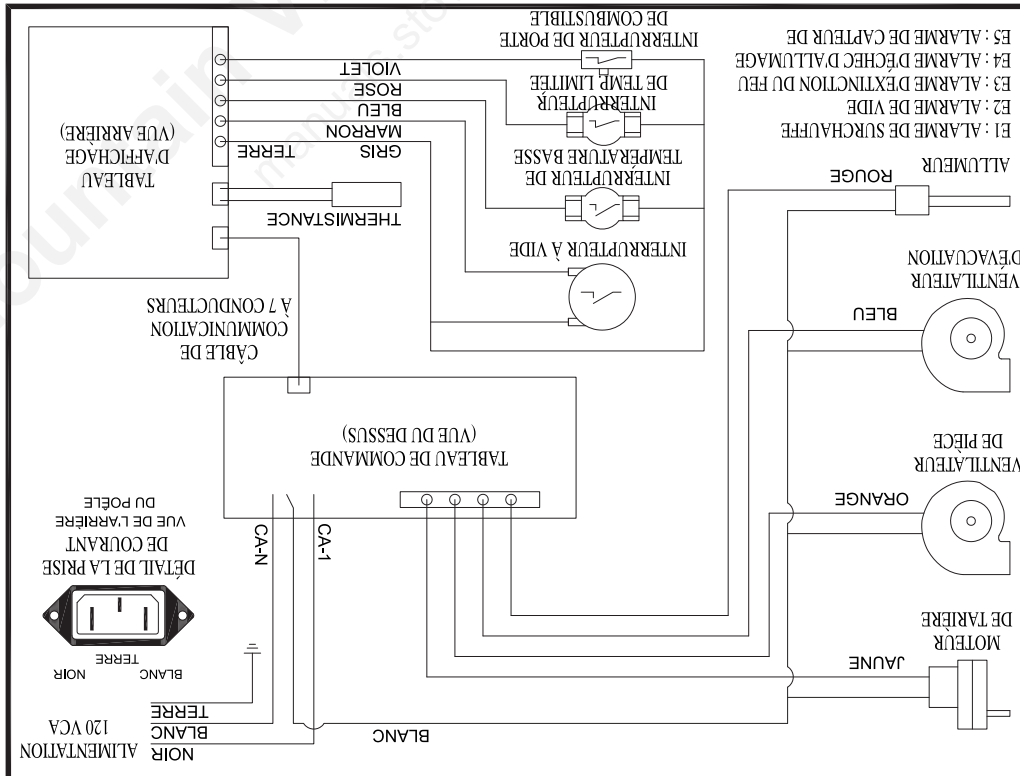 ALIMENTATION
120 VCA
NOIR
BLANC
TERRE
BLANC
MOTEUR
DE TARIÈRE
JAUNE
BLANC
TERRE
NOIR
DÉTAIL DE LA PRISE
DE COURANT
VUE DE L'ARRIÈRE
DU POÊLE
VENTILATEUR
DE PIÈCE
ORANGE
CA-1
CA-N
TABLEAU DE COMMANDE
(VUE DU DESSUS)
VENTILATEUR
D'ÉVACUATION
BLEU
CÂBLE DE
COMMUNICATION
À 7 CONDUCTEURS
ALLUMEUR
ROUGE
INTERRUPTEUR À VIDE
THERMISTANCE
INTERRUPTEUR DE
TEMPÉRATURE BASSE
INTERRUPTEUR
DE TEMP LIMITÉE
INTERRUPTEUR DE PORTE
DE COMBUSTIBLE
GRIS
TERRE
MARRON
BLEU
ROSE
VIOLET
TABLEAU
D'AFFICHAGE
(VUE ARRIÈRE)
E1 : ALARME DE SURCHAUFFE
E2 : ALARME DE VIDE
E3 : ALARME D'EXTINCTION DU FEU
E4 : ALARME D'ÉCHEC D'ALLUMAGE
E5 : ALARME DE CAPTEUR DE